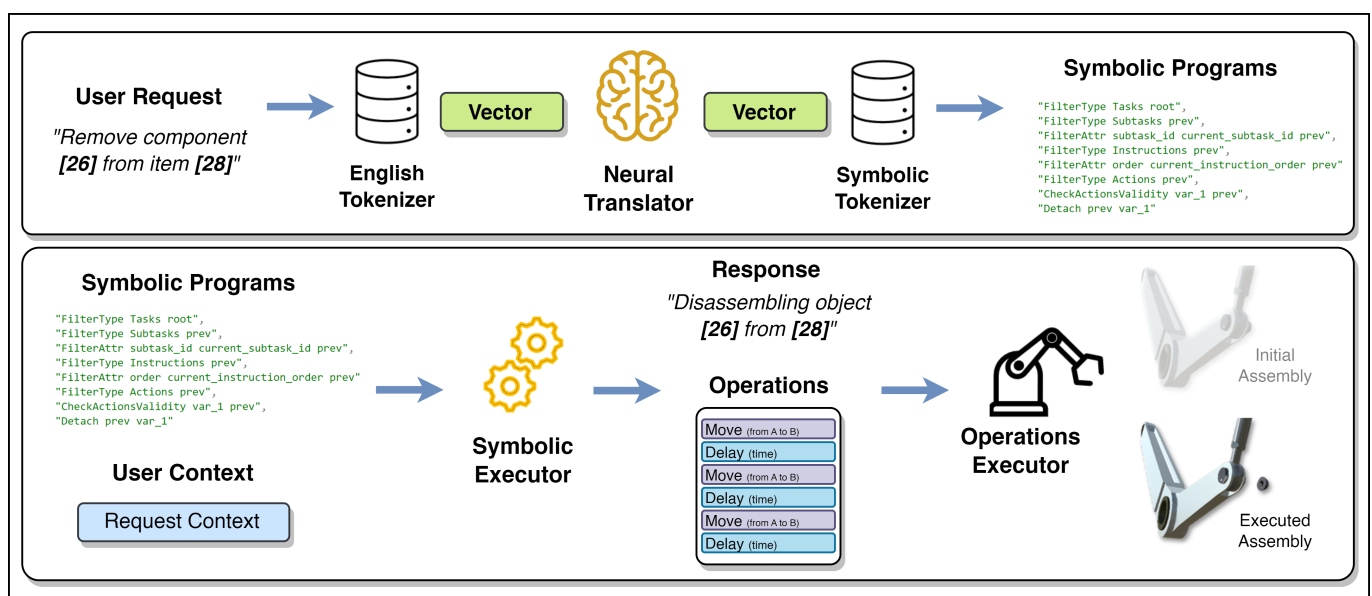 User Request
"Remove component
[26] from item [28]"
English
Tokenizer
Vector
Neural
Translator
Vector
Symbolic
Tokenizer
Symbolic Programs
"FilterType Tasks root",
"FilterType Subtasks prev",
"FilterAttr subtask_id current_subtask_id prev",
"FilterType Instructions prev",
"FilterAttr order current_instruction_order prev"
"FilterType Actions prev",
"CheckActionsValidity var_1 prev",
"Detach prev var_1"
Symbolic Programs
"FilterType Tasks root",
"FilterType Subtasks prev",
"FilterAttr subtask_id current_subtask_id prev",
"FilterType Instructions prev",
"FilterAttr order current_instruction_order prev"
"FilterType Actions prev",
"CheckActionsValidity var_1 prev",
"Detach prev var_1"
User Context
Request Context
Symbolic
Executor
Response
"Disassembling object
[26] from [28]"
Operations
Move (from A to B)
Delay (time)
Move (from A to B)
Delay (time)
Move (from A to B)
Delay (time)
Operations
Executor
Initial
Assembly
Executed
Assembly